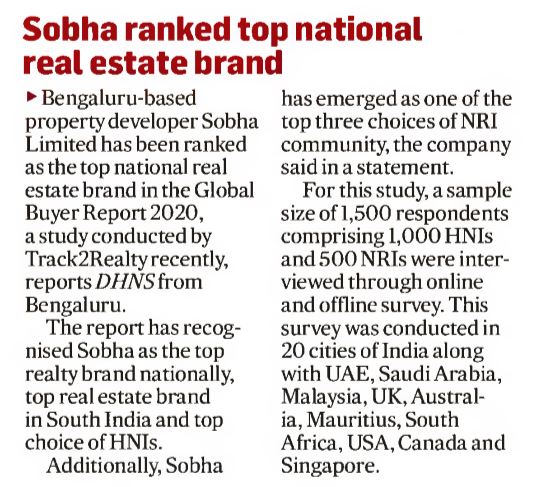 Sobha ranked top national
real estate brand
▸ Bengaluru-based
property developer Sobha
Limited has been ranked
as the top national real
estate brand in the Global
Buyer Report 2020,
a study conducted by
Track2Realty recently,
reports DHNS from
Bengaluru.
The report has recog-
nised Sobha as the top
realty brand nationally,
top real estate brand
in South India and top
choice of HNIs.
Additionally, Sobha
has emerged as one of the
top three choices of NRI
community, the company
said in a statement.
For this study, a sample
size of 1,500 respondents
comprising 1,000 HNIs
and 500 NRIs were inter-
viewed through online
and offline survey. This
survey was conducted in
20 cities of India along
with UAE, Saudi Arabia,
Malaysia, UK, Austral-
ia, Mauritius, South
Africa, USA, Canada and
Singapore.